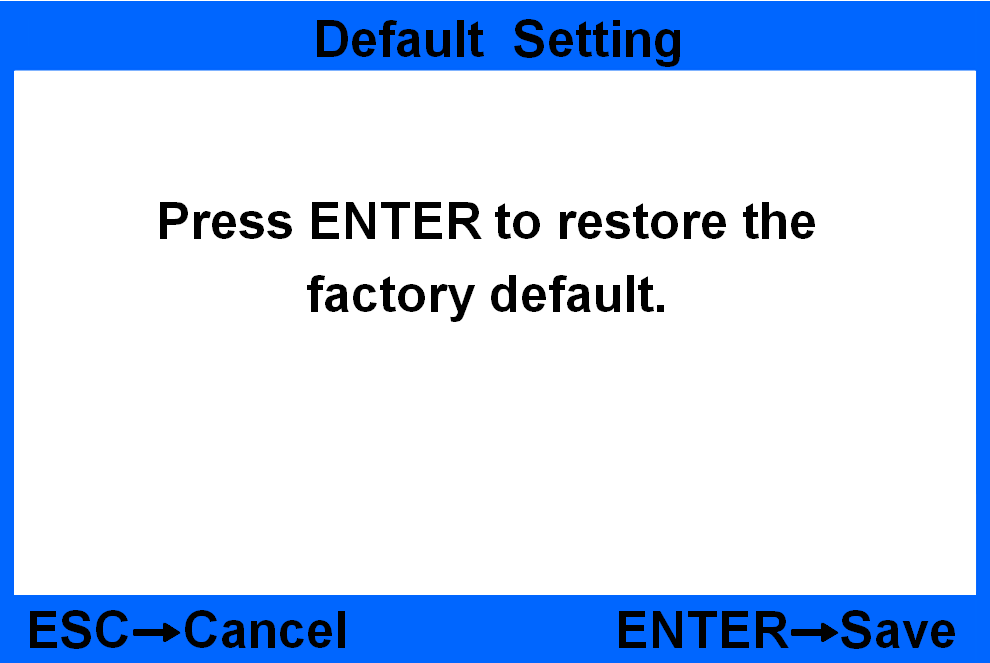 Default Setting
Press ENTER to restore the
factory default.
ESC→Cancel
ENTER→Save